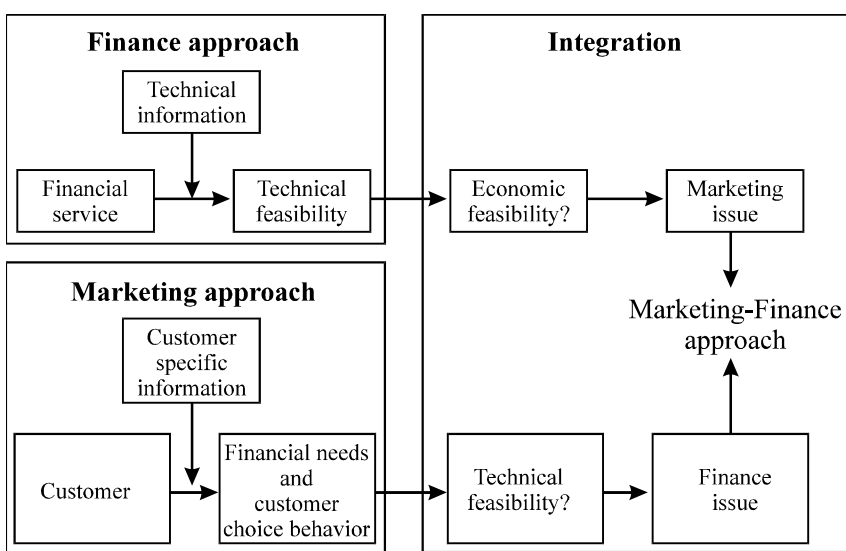 Finance approach
Technical
information
Financial
service
Technical
feasibility
Marketing approach
Customer
specific
information
Customer
Financial needs
and
customer
choice behavior
Integration
Economic
feasibility?
Marketing
issue
Marketing-Finance
approach
Technical
feasibility?
Finance
issue